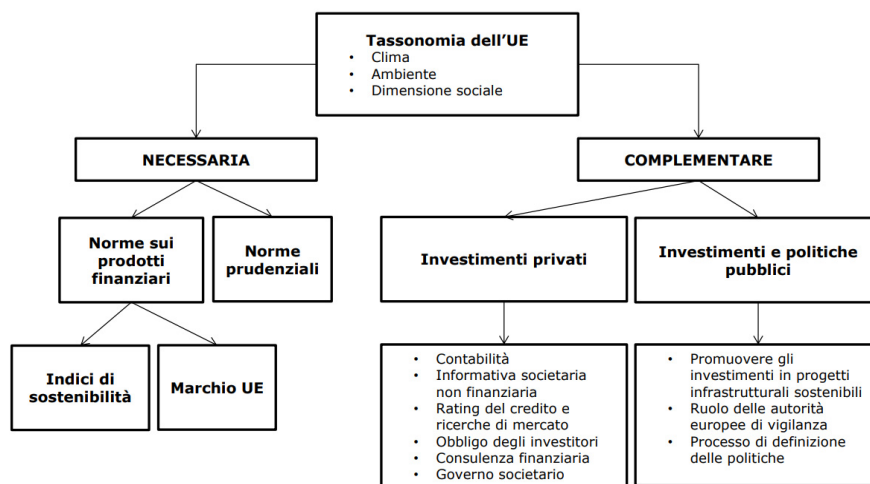 Tassonomia dell'UE
• Clima
• Ambiente
• Dimensione sociale
NECESSARIA
COMPLEMENTARE
Norme sui
prodotti
finanziari
Norme
prudenziali
Investimenti privati
Investimenti e politiche
pubblici
Indici di
sostenibilità
Marchio UE
• Contabilità
• Informativa societaria
non finanziaria
• Rating del credito e
ricerche di mercato
• Obbligo degli investitori
• Consulenza finanziaria
• Governo societario
• Promuovere gli
investimenti in progetti
infrastrutturali sostenibili
• Ruolo delle autorità
europee di vigilanza
• Processo di definizione
delle politiche